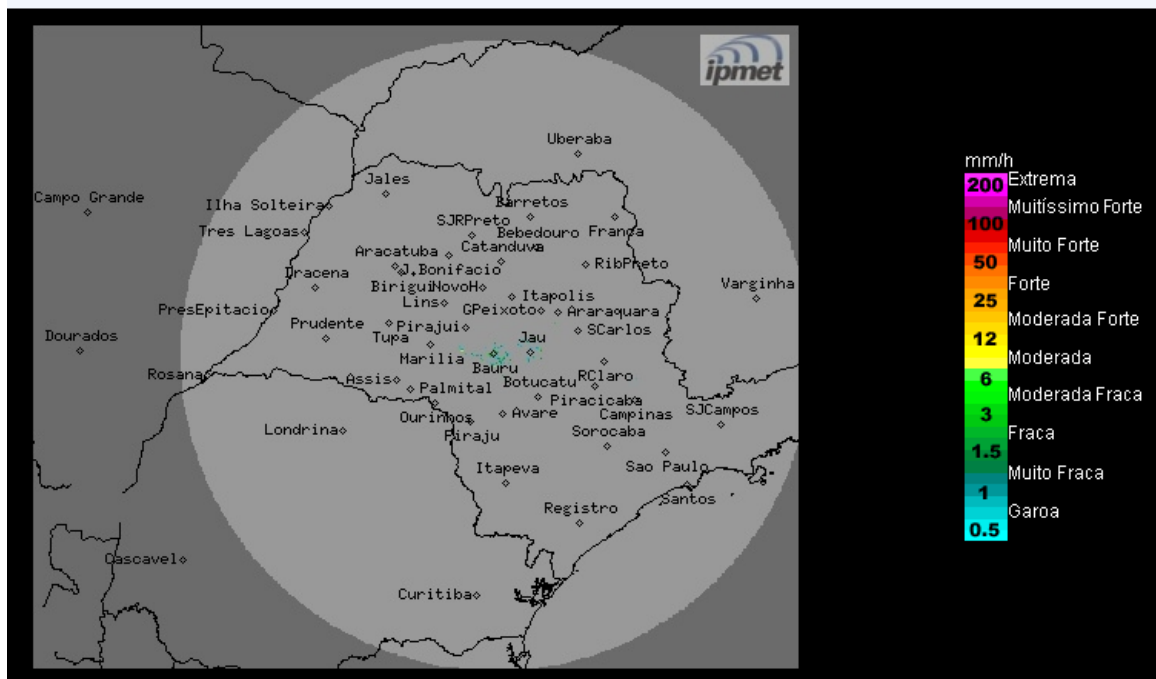 ipmet
Uberaba
Jales
Campo Grande
Ilha Solteira
Barretos
SJRPreto
Tres Lagoas
Bebedouro
Franca
Aracatuba
Catanduva
Dracena
J.Bonifacio
RibPreto
Birigui
NovoH
Varginha
Lins
Itapolis
PresEpitacio
GPeixoto
Araraquara
Prudente
Pirajui
SCarlos
Dourados
Tupa
Jau
Marilia
Bauru
Rosana
Assis
Palmital
Botucatu
RClaro
Piracicaba
Ourinhos
Avare
Campinas
SJCampos
Londrina
Piraju
Sorocaba
Itapeva
Sao Paulo
Santos
Registro
Cascavel
Curitiba
mm/h
200 Extrema
Muitíssimo Forte
100
Muito Forte
50
Forte
25
Moderada Forte
12
Moderada
6
Moderada Fraca
3
Fraca
1.5
Muito Fraca
1
Garoa
0.5